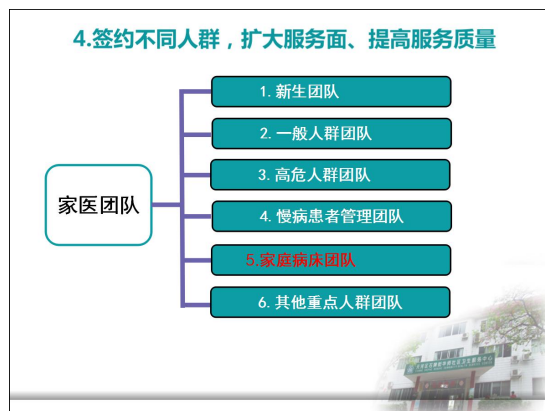 4.签约不同人群，扩大服务面、提高服务质量
家医团队
1. 新生团队
2. 一般人群团队
3. 高危人群团队
4. 慢病患者管理团队
5.家庭病床团队
6. 其他重点人群团队